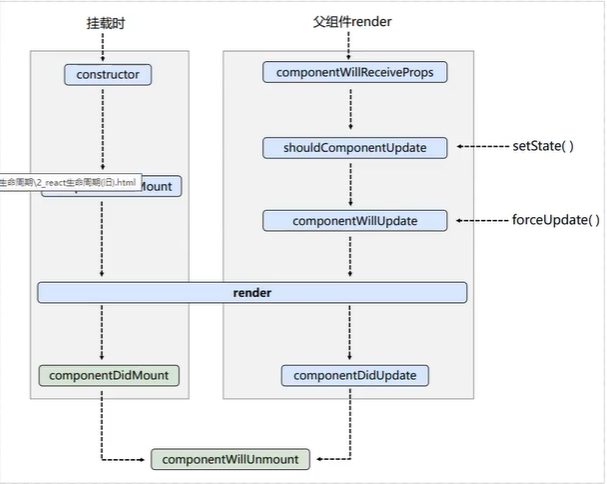 挂载时
父组件render
constructor
componentWillReceiveProps
shouldComponentUpdate
setState( )
生命周期\2_react生命周期(旧).html
Mount
componentWillUpdate
forceUpdate( )
render
componentDidMount
componentDidUpdate
componentWillUnmount